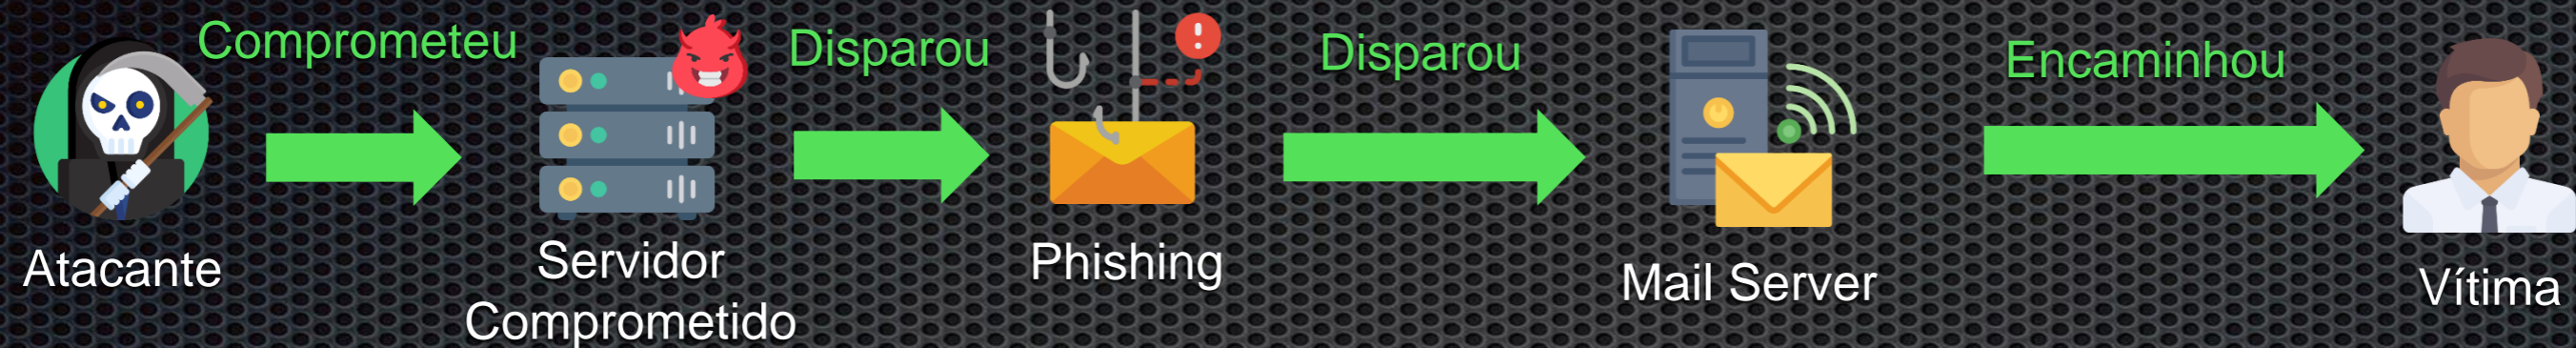 Comprometeu
Disparou
Disparou
Encaminhou
Atacante
Servidor
Comprometido
Phishing
Mail Server
Vítima